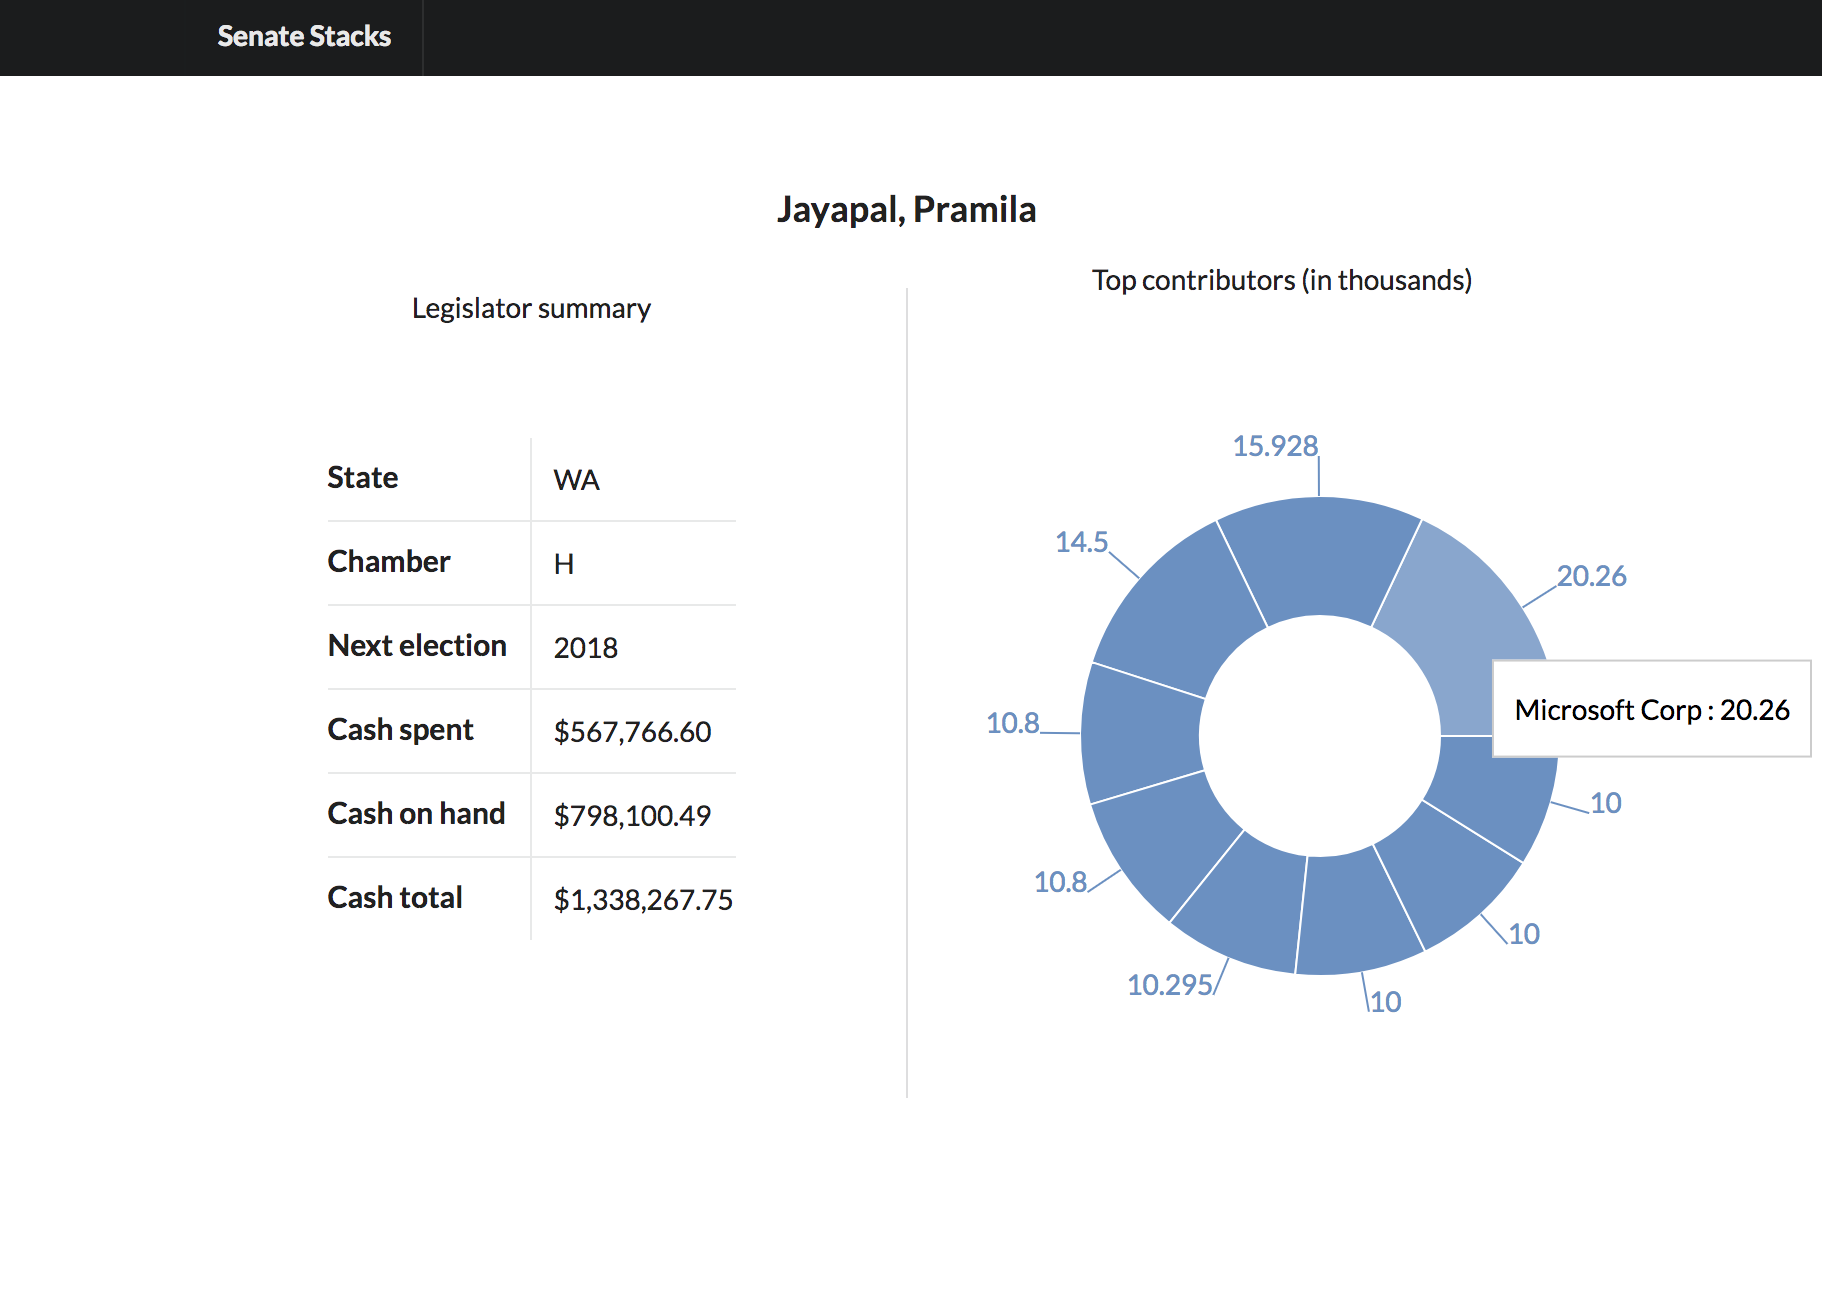 Senate Stacks
Jayapal, Pramila
Legislator summary
State WA
Chamber H
Next election 2018
Cash spent $567,766.60
Cash on hand $798,100.49
Cash total $1,338,267.75
Top contributors (in thousands)
15.928
14.5
20.26
Microsoft Corp : 20.26
10.8
10
10.8
10
10.295
10